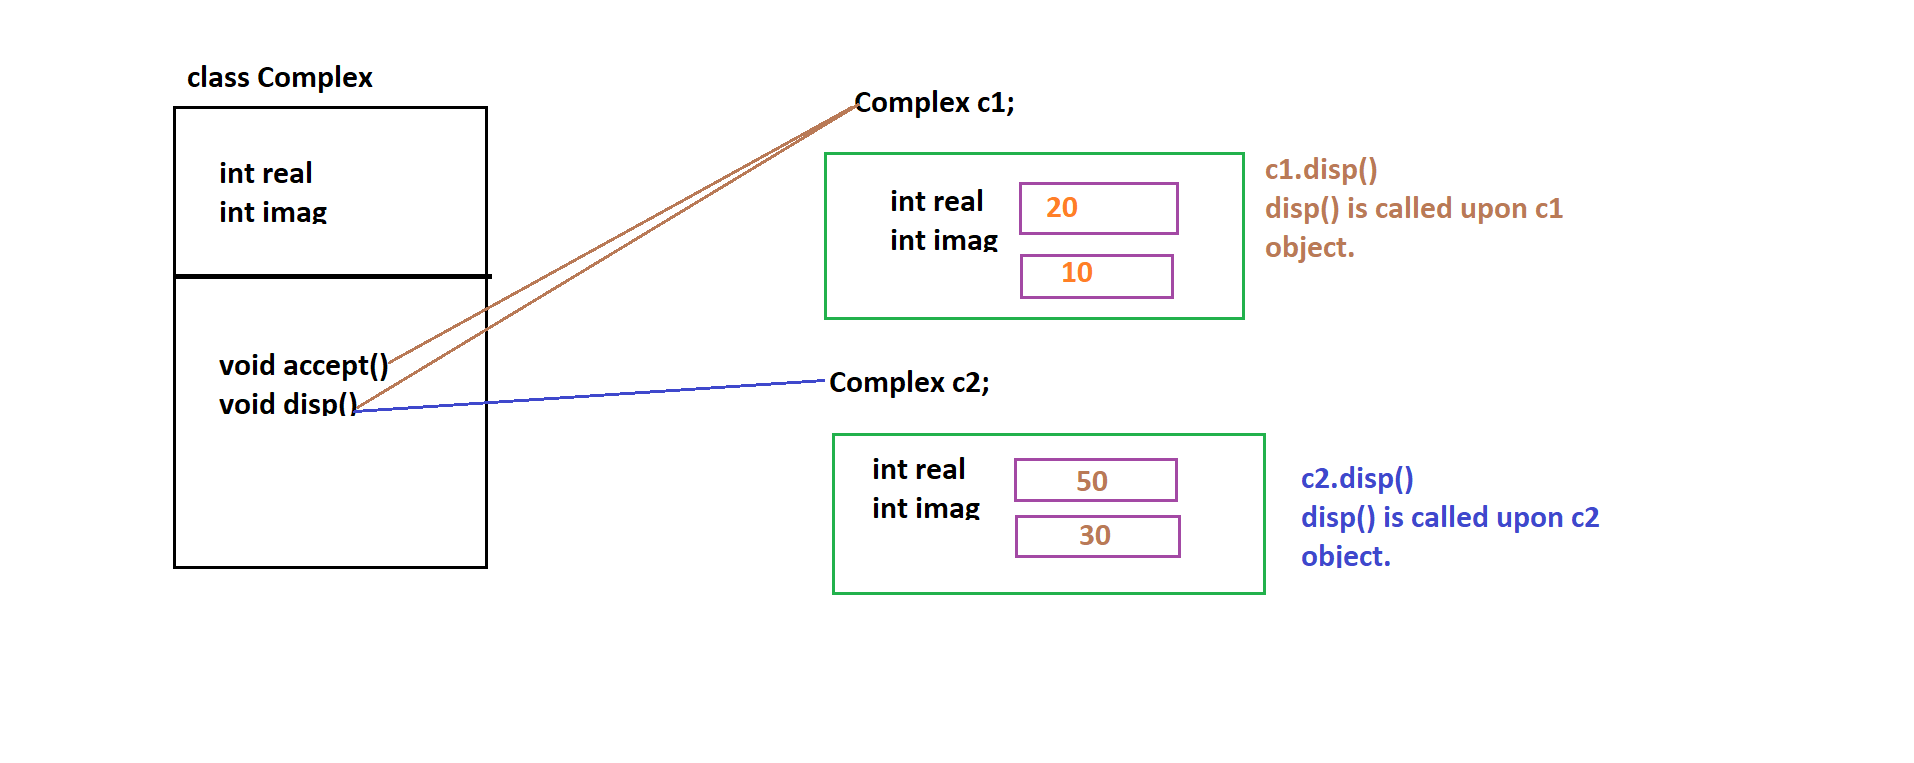 class Complex
int real
int imag
void accept()
void disp()
Complex c1;
int real
20
int imag
10
c1.disp()
disp() is called upon c1
object.
Complex c2;
int real
50
int imag
30
c2.disp()
disp() is called upon c2
object.